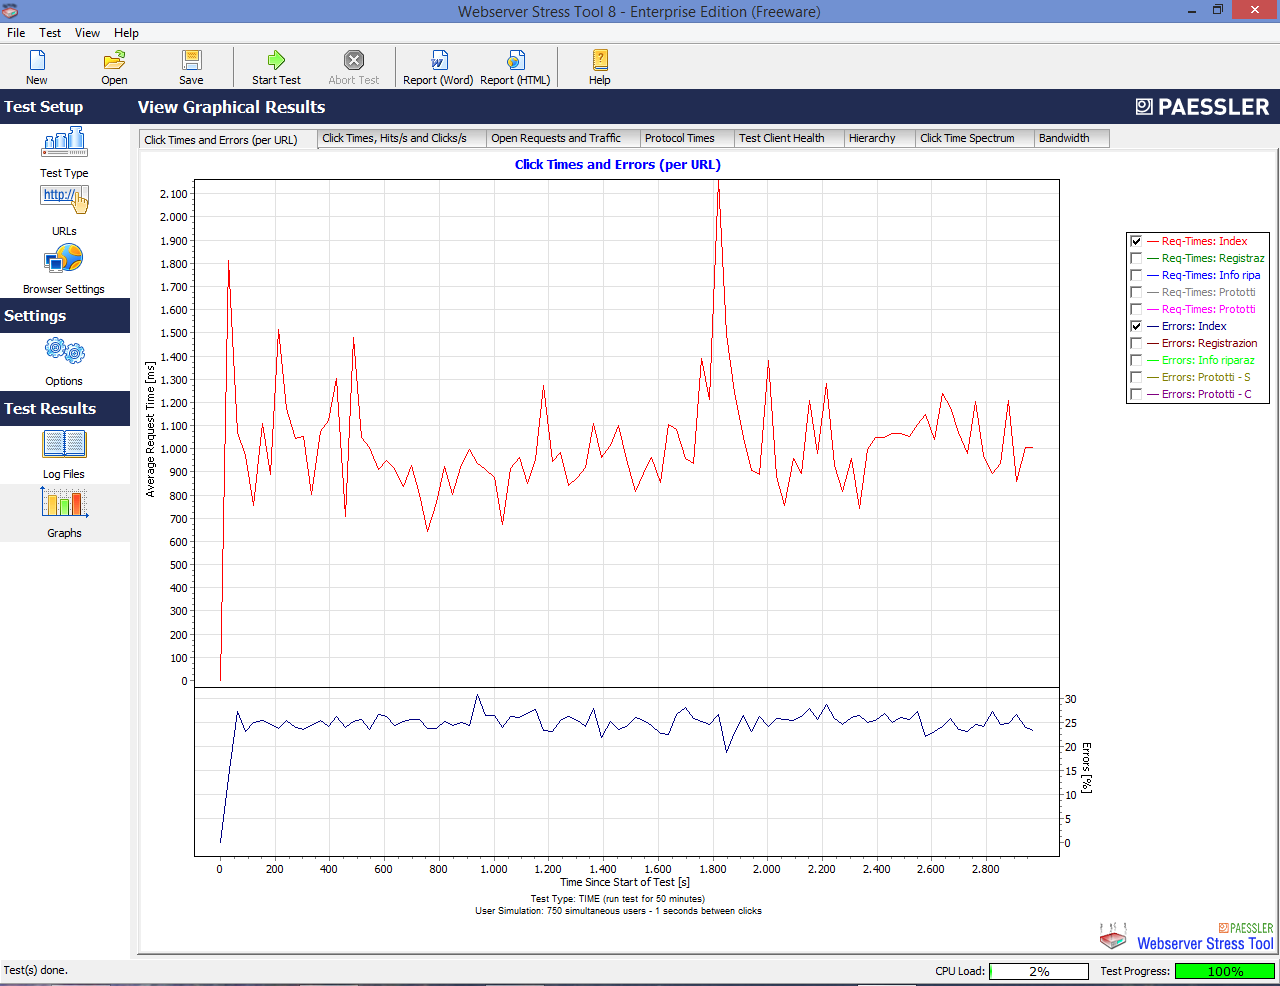 Webserver Stress Tool 8 - Enterprise Edition (Freeware)
File Test View Help
New Open Save Start Test Abort Test Report (Word) Report (HTML) Help
Test Setup
View Graphical Results
PAESSLER
Test Type
http://
URLs
Browser Settings
Settings
Options
Test Results
Log Files
Graphs
Click Times and Errors (per URL) Click Times, Hits/s and Clicks/s Open Requests and Traffic Protocol Times Test Client Health Hierarchy Click Time Spectrum Bandwidth
Click Times and Errors (per URL)
2.100
2.000
1.900
1.800
1.700
1.600
1.500
1.400
1.300
1.200
1.100
1.000
900
800
700
600
500
400
300
200
100
0
Average Request Time [ms]
30
25
20
15
10
5
0
Errors [%]
0 200 400 600 800 1.000 1.200 1.400 1.600 1.800 2.000 2.200 2.400 2.600 2.800
Time Since Start of Test [s]
Test Type: TIME (run test for 50 minutes)
User Simulation: 750 simultaneous users - 1 seconds between clicks
Req-Times: Index
Req-Times: Registraz
Req-Times: Info ripa
Req-Times: Prototti
Req-Times: Prototti
Errors: Index
Errors: Registrazion
Errors: Info riparaz
Errors: Prototti - S
Errors: Prototti - C
PAESSLER
Webserver Stress Tool
Test(s) done.
CPU Load: 2% Test Progress: 100%